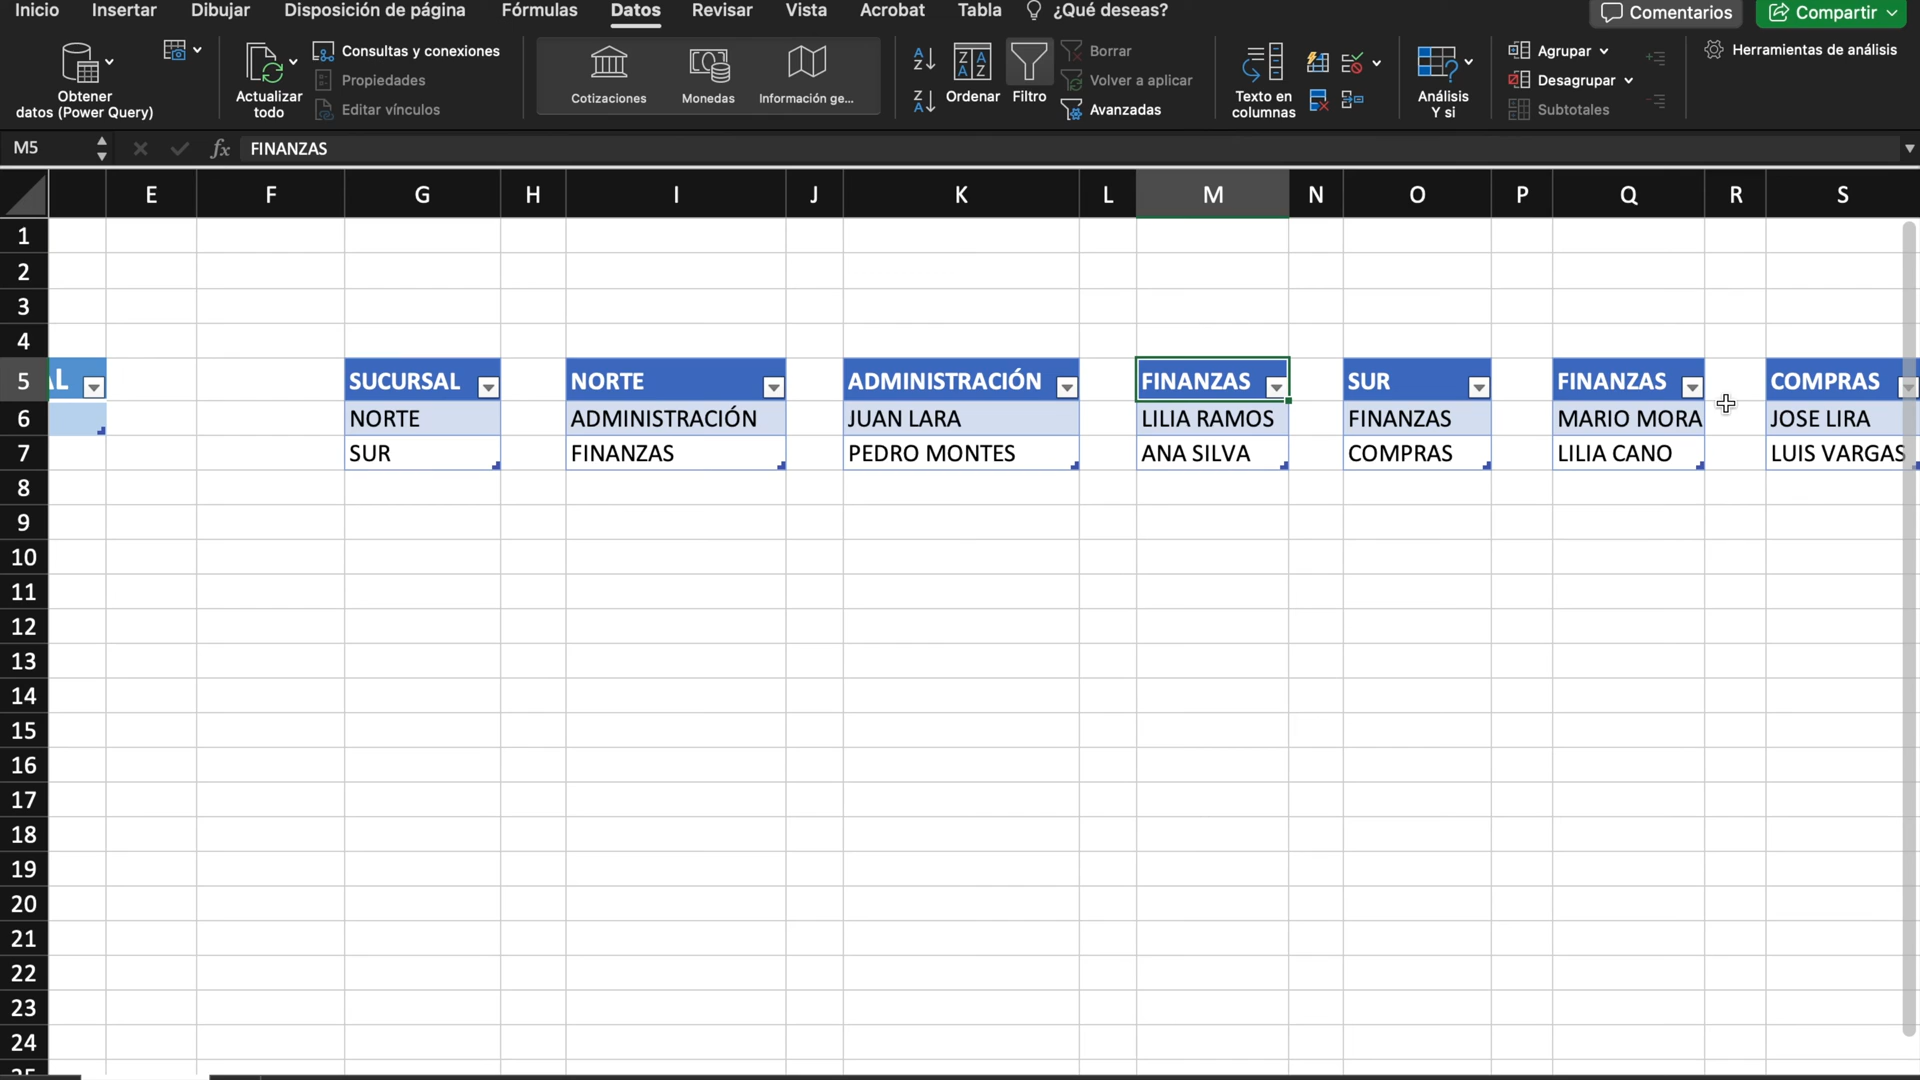 Inicio Insertar Dibujar Disposición de página Fórmulas Datos Revisar Vista Acrobat Tabla ¿Qué deseas? Comentarios Compartir
Obtener
datos (Power Query)
Actualizar
todo
Consultas y conexiones
Propiedades
Editar vínculos
Cotizaciones Monedas Información ge...
Ordenar Filtro
Borrar
Volver a aplicar
Avanzadas
Texto en
columnas
Análisis
Y si
Agrupar
Desagrupar
Subtotales
Herramientas de análisis
M5 fx FINANZAS
E F G H I J K L M N O P Q R S
1
2
3
4
5 AL SUCURSAL NORTE ADMINISTRACIÓN FINANZAS SUR FINANZAS COMPRAS
6 NORTE ADMINISTRACIÓN JUAN LARA LILIA RAMOS FINANZAS MARIO MORA JOSE LIRA
7 SUR FINANZAS PEDRO MONTES ANA SILVA COMPRAS LILIA CANO LUIS VARGAS
8
9
10
11
12
13
14
15
16
17
18
19
20
21
22
23
24
25